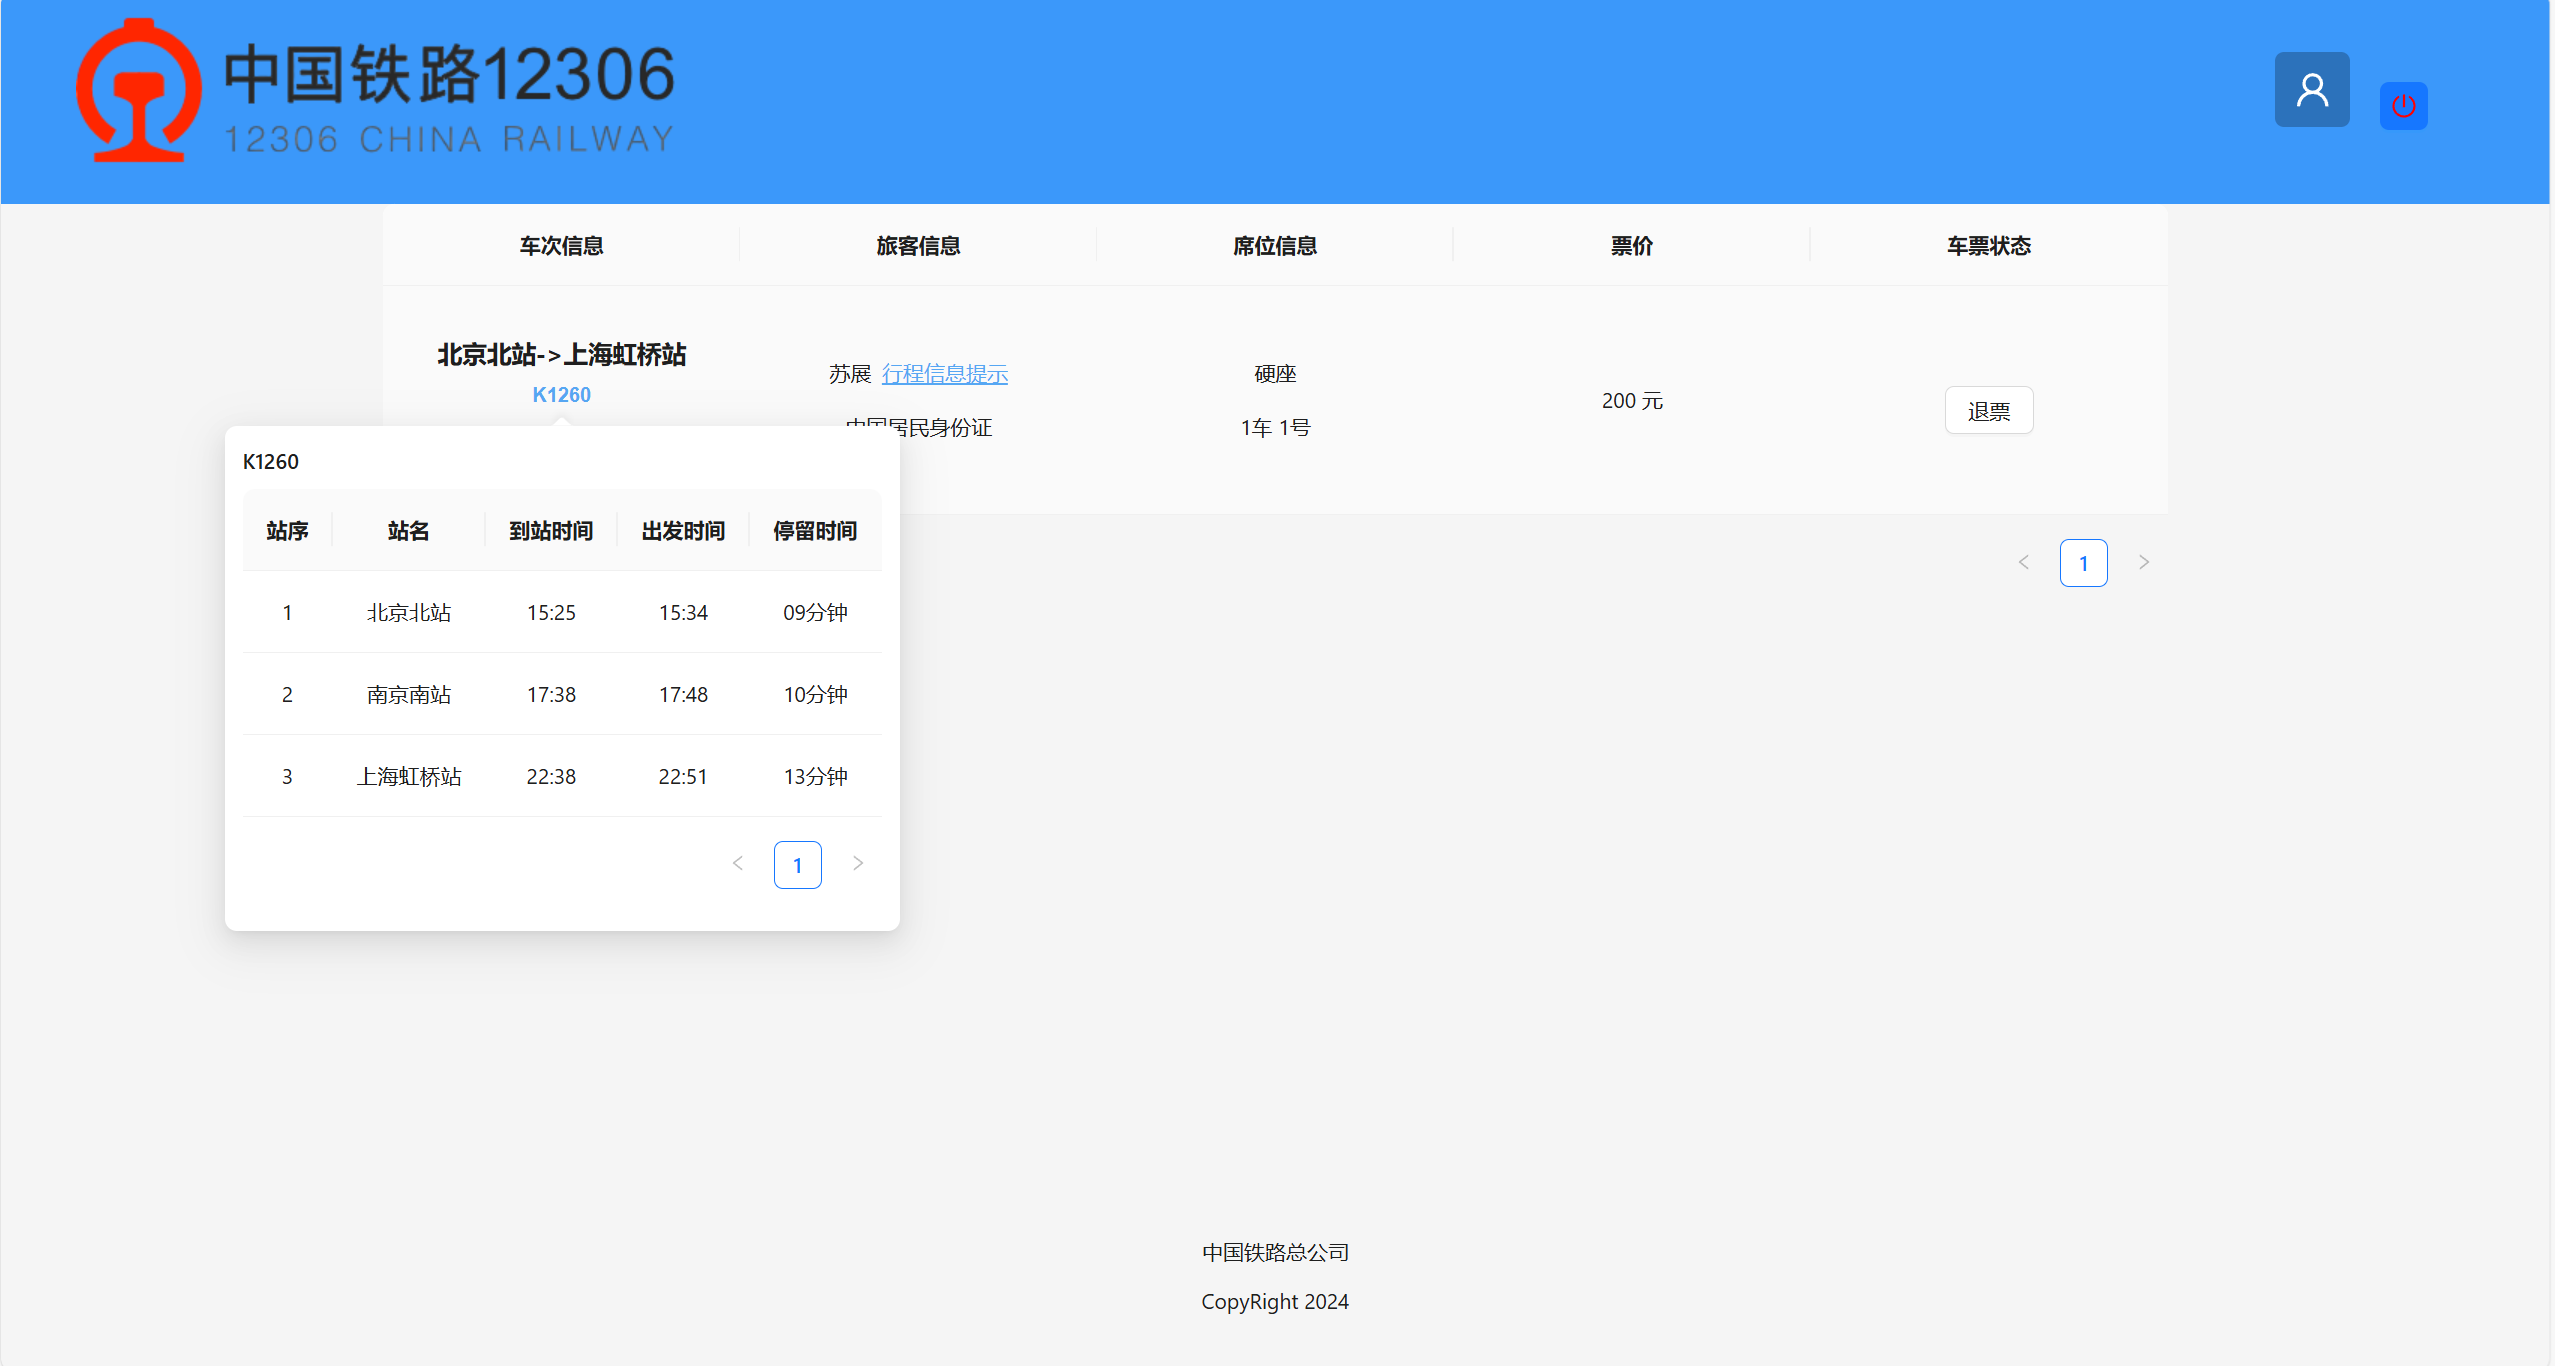 中国铁路12306
12306 CHINA RAILWAY
车次信息 旅客信息 席位信息 票价 车票状态
北京北站->上海虹桥站
K1260
苏展 行程信息提示
中国居民身份证
硬座
1车 1号
200 元
退票
K1260
站序 站名 到站时间 出发时间 停留时间
1 北京北站 15:25 15:34 09分钟
2 南京南站 17:38 17:48 10分钟
3 上海虹桥站 22:38 22:51 13分钟
< 1 >
< 1 >
中国铁路总公司
CopyRight 2024